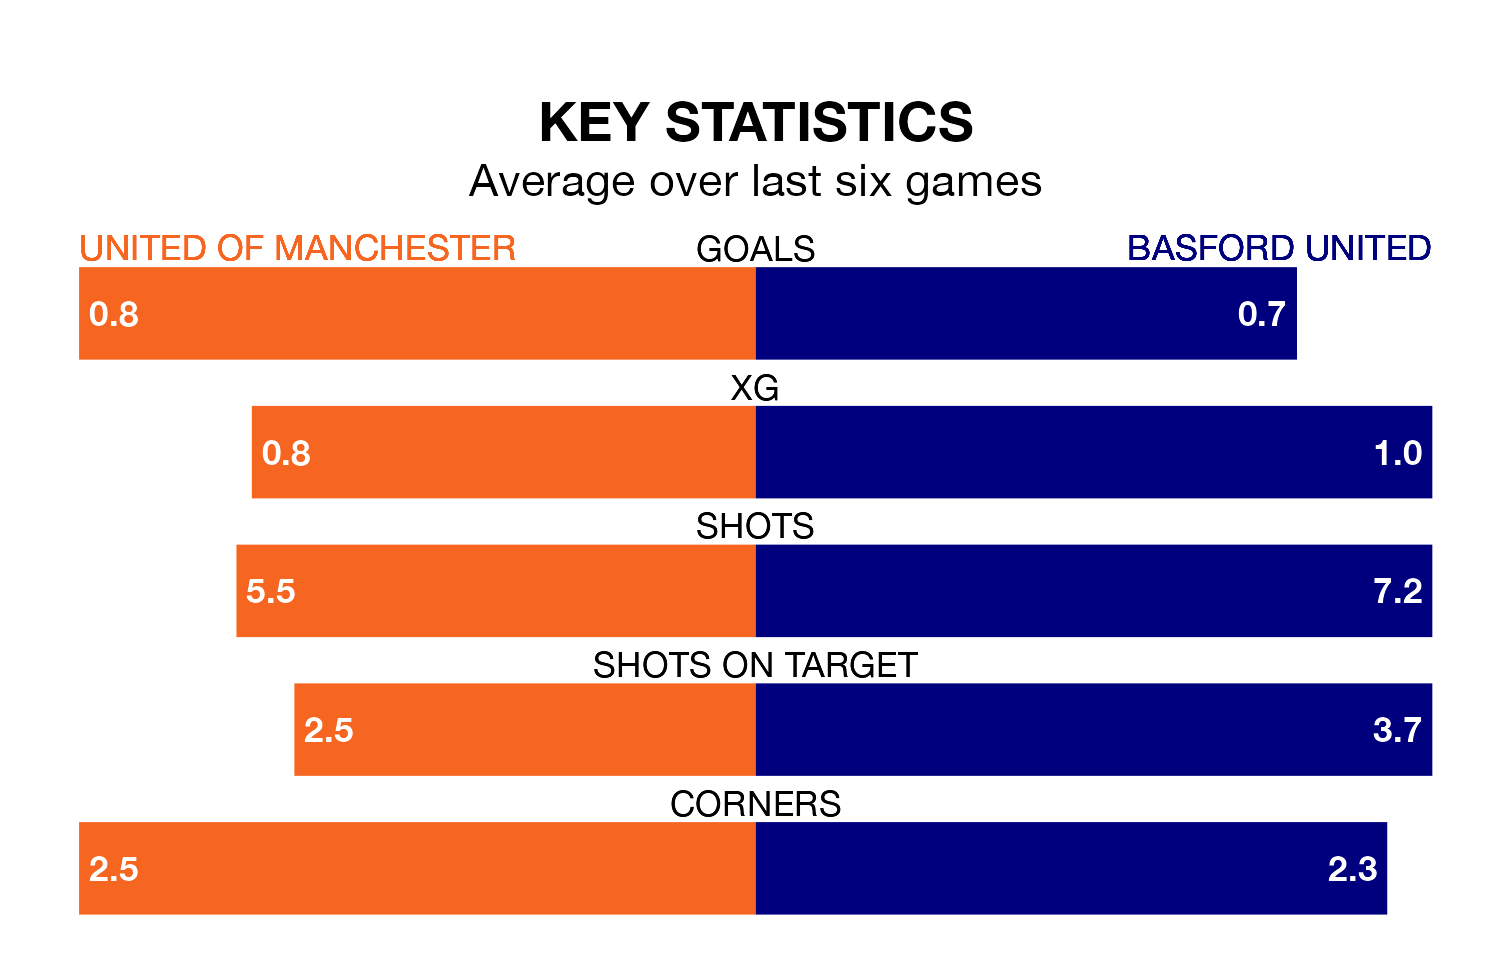 KEY STATISTICS
Average over last six games
UNITED OF MANCHESTER GOALS BASFORD UNITED
0.8 0.7
XG
0.8 1.0
SHOTS
5.5 7.2
SHOTS ON TARGET
2.5 3.7
CORNERS
2.5 2.3